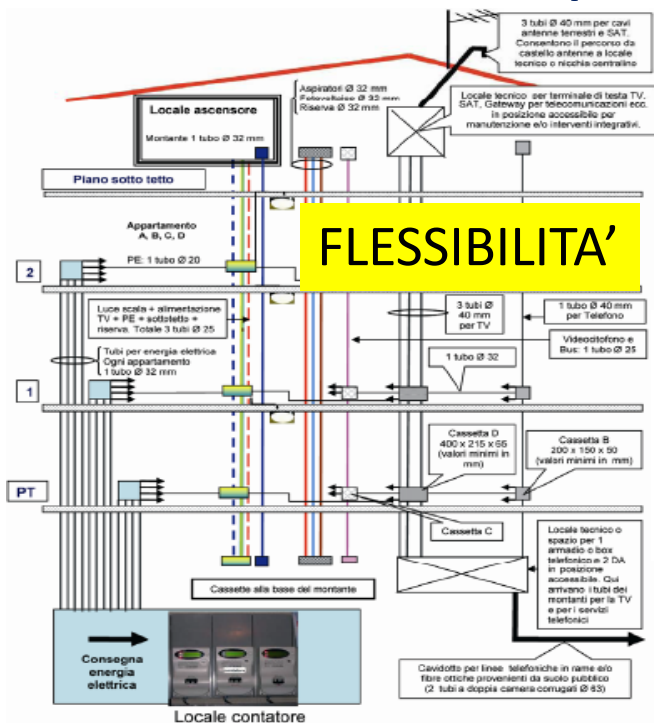 3 tubi Ø 40 mm per cavi
antenne terrestri e SAT.
Consentono il percorso da
castello antenne a locale
tecnico o nicchia centralino
Aspiratori Ø 32 mm
Fotovoltaico Ø 32 mm
Riserva Ø 32 mm
Locale tecnico per terminale di testa TV.
SAT, Gateway per telecomunicazioni ecc.
in posizione accessibile per
manutenzione e/o interventi integrativi.
Locale ascensore
Montante 1 tubo Ø 32 mm
Piano sotto tetto
Appartamento
A, B, C, D
FLESSIBILITA'
2
PE: 1 tubo Ø 20
Luce scala + alimentazione
TV + PE + sottotetto +
riserva. Totale 3 tubi Ø 25
3 tubi Ø
40 mm
per TV
1 tubo Ø 40 mm
per Telefono
Videocitofono e
Bus: 1 tubo Ø 25
Tubi per energia elettrica
Ogni appartamento
1 tubo Ø 32 mm
1 tubo Ø 32
1
Cassetta D
400 x 215 x 65
(valori minimi in
mm)
Cassetta B
200 x 150 x 50
(valori minimi in mm)
PT
Cassetta C
Locale tecnico o
spazio per 1
armadio o box
telefonico e 2 DA
in posizione
accessibile. Qui
arrivano i tubi dei
montanti per la TV
e per i servizi
telefonici
Cassette alla base del montante
Consegna
energia
elettrica
Locale contatore
Cavidotto per linee telefoniche in rame e/o
fibre ottiche provenienti da suolo pubblico
(2 tubi a doppia camera corrugati Ø 63)